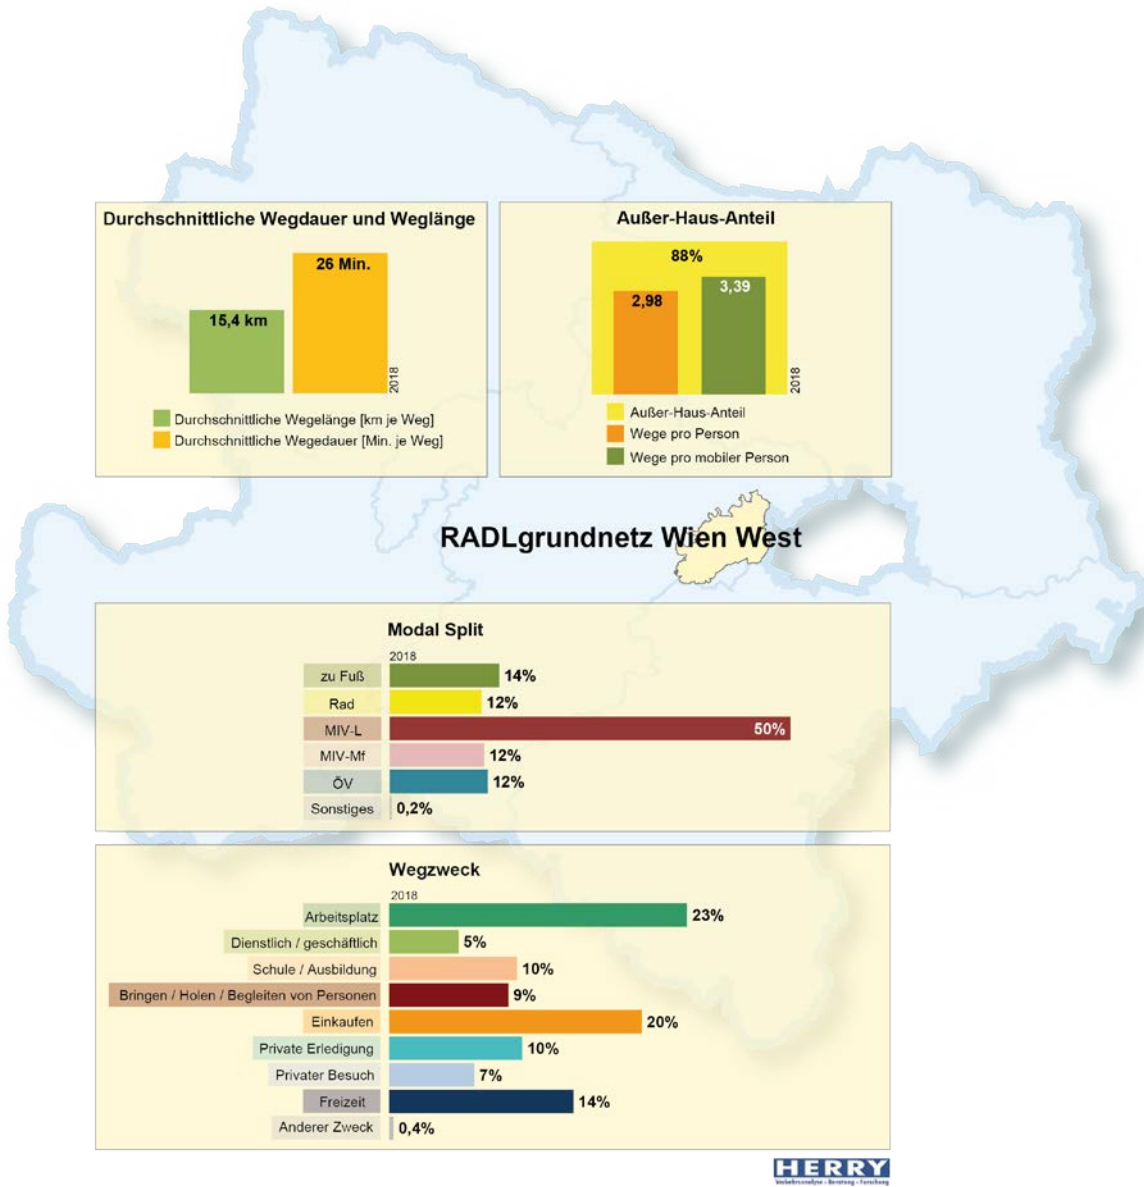 Durchschnittliche Wegdauer und Weglänge
26 Min.
15,4 km
2018
Durchschnittliche Wegelänge [km je Weg]
Durchschnittliche Wegedauer [Min. je Weg]
Außer-Haus-Anteil
88%
2,98
3,39
2018
Außer-Haus-Anteil
Wege pro Person
Wege pro mobiler Person
RADLgrundnetz Wien West
Modal Split
2018
zu Fuß 14%
Rad 12%
MIV-L 50%
MIV-Mf 12%
ÖV 12%
Sonstiges 0,2%
Wegzweck
2018
Arbeitsplatz 23%
Dienstlich / geschäftlich 5%
Schule / Ausbildung 10%
Bringen / Holen / Begleiten von Personen 9%
Einkaufen 20%
Private Erledigung 10%
Privater Besuch 7%
Freizeit 14%
Anderer Zweck 0,4%
HERRY
Verkehrsanalyse - Beratung - Forschung